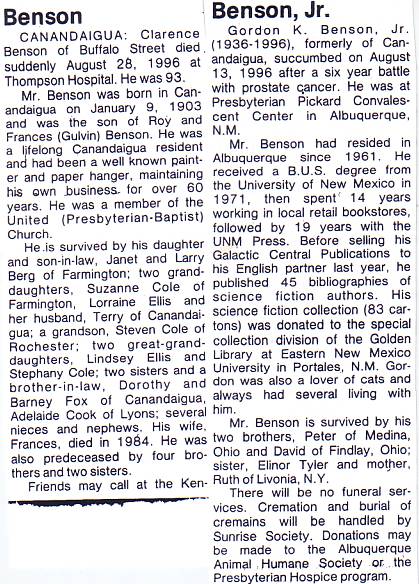 Benson
CANANDAIGUA: Clarence
Benson of Buffalo Street died
suddenly August 28, 1996 at
Thompson Hospital. He was 93.
Mr. Benson was born in Can-
andaigua on January 9, 1903
and was the son of Roy and
Frances (Gulvin) Benson. He was
a lifelong Canandaigua resident
and had been a well known paint-
er and paper hanger, maintaining
his own business for over 60
years. He was a member of the
United (Presbyterian-Baptist)
Church.
He is survived by his daughter
and son-in-law, Janet and Larry
Berg of Farmington; two grand-
daughters, Suzanne Cole of
Farmington, Lorraine Ellis and
her husband, Terry of Canandai-
gua; a grandson, Steven Cole of
Rochester; two great-grand-
daughters, Lindsey Ellis and
Stephany Cole; two sisters and a
brother-in-law, Dorothy and
Barney Fox of Canandaigua,
Adelaide Cook of Lyons; several
nieces and nephews. His wife,
Frances, died in 1984. He was
also predeceased by four bro-
thers and two sisters.
Friends may call at the Ken-
Benson, Jr.
Gordon K. Benson, Jr.
(1936-1996), formerly of Can-
andaigua, succumbed on August
13, 1996 after a six year battle
with prostate cancer. He was at
Presbyterian Pickard Convales-
cent Center in Albuquerque,
N.M.
Mr. Benson had resided in
Albuquerque since 1961. He
received a B.U.S. degree from
the University of New Mexico in
1971, then spent 14 years
working in local retail bookstores,
followed by 19 years with the
UNM Press. Before selling his
Galactic Central Publications to
his English partner last year, he
published 45 bibliographies of
science fiction authors. His
science fiction collection (83 car-
tons) was donated to the special
collection division of the Golden
Library at Eastern New Mexico
University in Portales, N.M. Gor-
don was also a lover of cats and
always had several living with
him.
Mr. Benson is survived by his
two brothers, Peter of Medina,
Ohio and David of Findlay, Ohio;
sister, Elinor Tyler and mother,
Ruth of Livonia, N.Y.
There will be no funeral ser-
vices. Cremation and burial of
cremains will be handled by
Sunrise Society. Donations may
be made to the Albuquerque
Animal Humane Society or the
Presbyterian Hospice program.